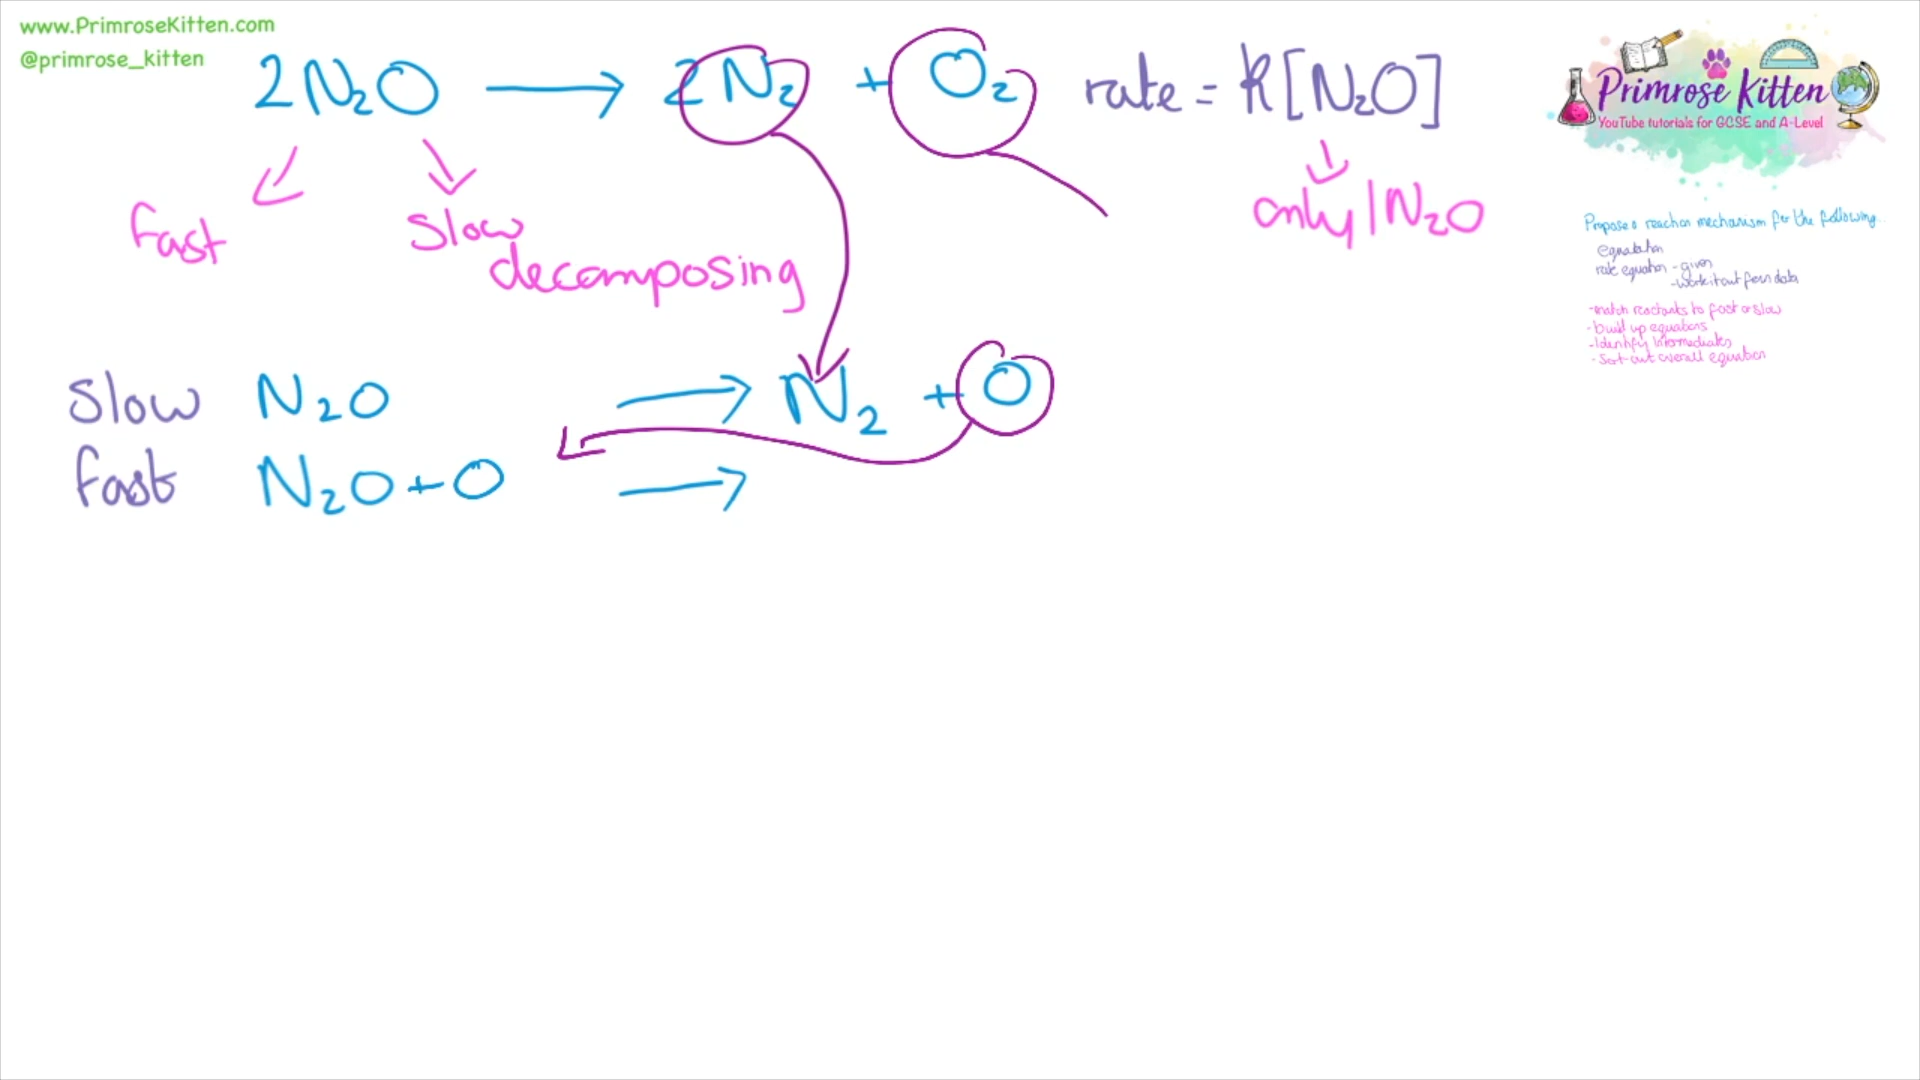 www.PrimroseKitten.com
@primrose_kitten
2N₂O → 2N₂ + O₂ rate = k[N₂O]
fast
slow
decomposing
only 1 N₂O
slow N₂O → N₂ + O
fast N₂O + O →
Primrose Kitten
YouTube tutorials for GCSE and A-Level
Propose a reaction mechanism for the following...
equatation
rate equation - given
- work it out from data
- match reactants to fast or slow
- build up equations
- Identify Intermediates
- Sort out overall equation